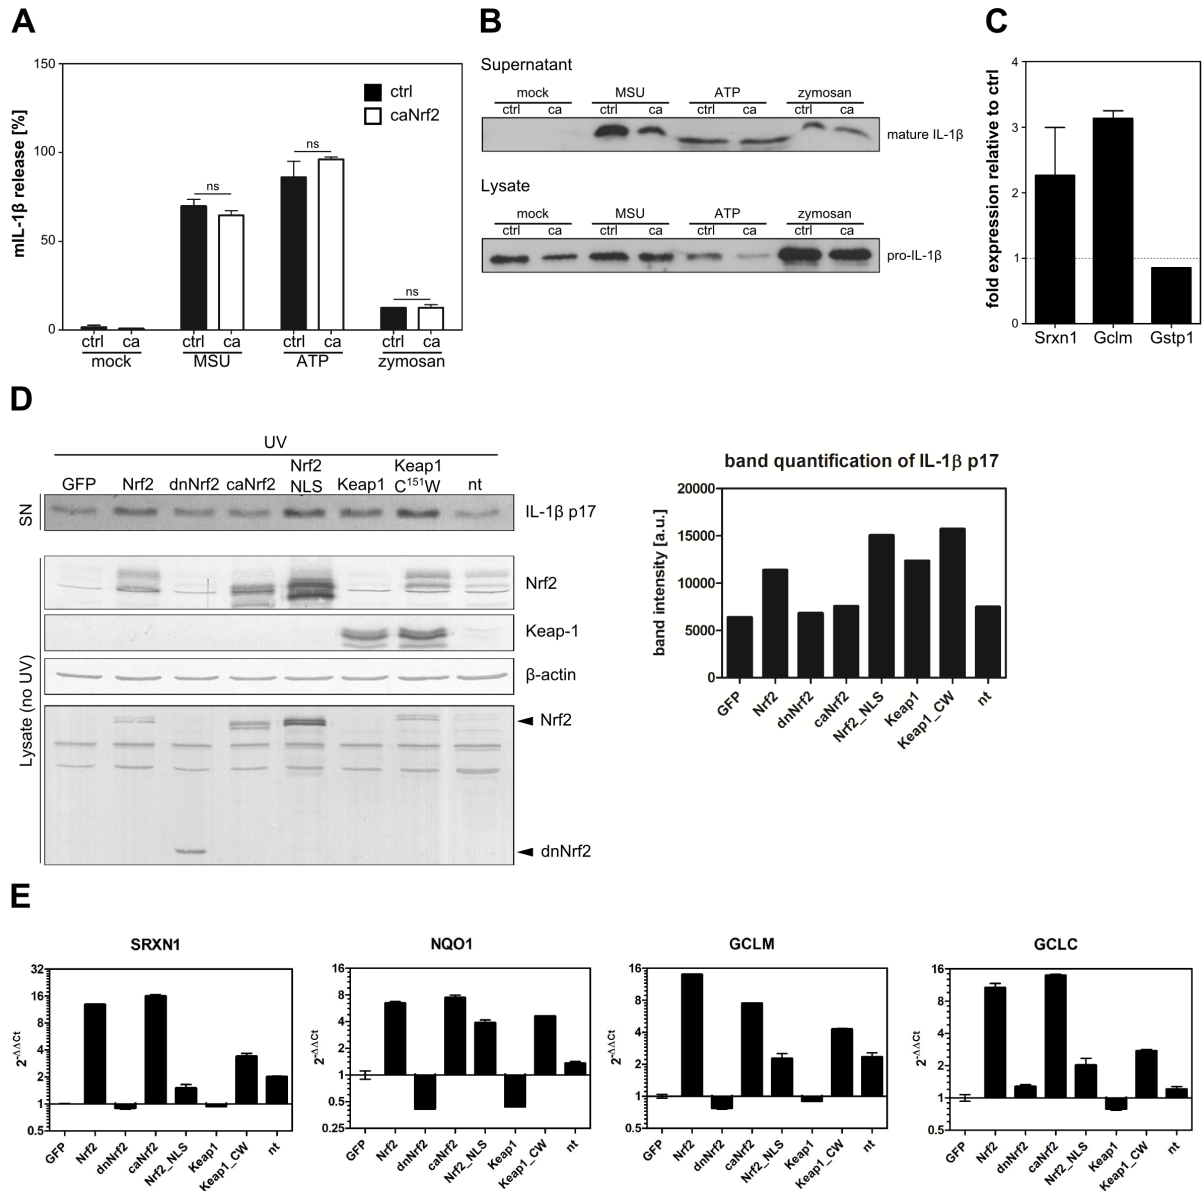 A
mIL-1β release [%]
150
100
50
0
ctrl
caNrf2
ns
ns
ns
ctrl ca ctrl ca ctrl ca ctrl ca
mock MSU ATP zymosan
B
Supernatant
mock MSU ATP zymosan
ctrl ca ctrl ca ctrl ca ctrl ca
mature IL-1β
Lysate
mock MSU ATP zymosan
ctrl ca ctrl ca ctrl ca ctrl ca
pro-IL-1β
C
fold expression relative to ctrl
4
3
2
1
0
Srxn1 Gclm Gstp1
D
UV
GFP Nrf2 dnNrf2 caNrf2 Nrf2 NLS Keap1 Keap1 C¹⁵¹W nt
SN
IL-1β p17
Lysate (no UV)
Nrf2
Keap-1
β-actin
Nrf2
dnNrf2
band quantification of IL-1β p17
band intensity [a.u.]
20000
15000
10000
5000
0
GFP Nrf2 dnNrf2 caNrf2 Nrf2_NLS Keap1 Keap1_CW nt
E
SRXN1
2^-ΔΔCt
32
16
8
4
2
1
0.5
GFP Nrf2 dnNrf2 caNrf2 Nrf2_NLS Keap1 Keap1_CW nt
NQO1
2^-ΔΔCt
16
8
4
2
1
0.5
0.25
GFP Nrf2 dnNrf2 caNrf2 Nrf2_NLS Keap1 Keap1_CW nt
GCLM
2^-ΔΔCt
16
8
4
2
1
0.5
GFP Nrf2 dnNrf2 caNrf2 Nrf2_NLS Keap1 Keap1_CW nt
GCLC
2^-ΔΔCt
16
8
4
2
1
0.5
GFP Nrf2 dnNrf2 caNrf2 Nrf2_NLS Keap1 Keap1_CW nt